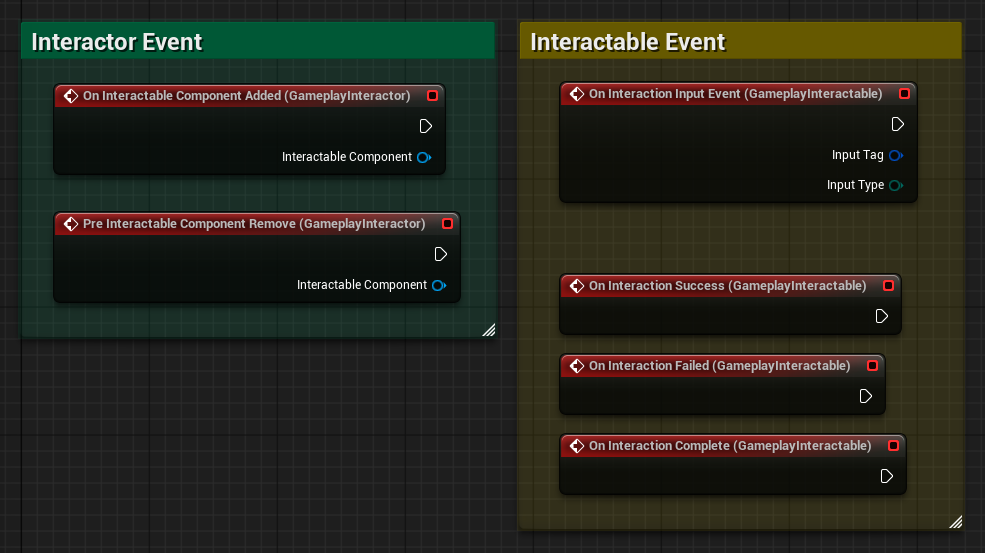 Interactor Event
On Interactable Component Added (GameplayInteractor)
Interactable Component
Pre Interactable Component Remove (GameplayInteractor)
Interactable Component
Interactable Event
On Interaction Input Event (GameplayInteractable)
Input Tag
Input Type
On Interaction Success (GameplayInteractable)
On Interaction Failed (GameplayInteractable)
On Interaction Complete (GameplayInteractable)